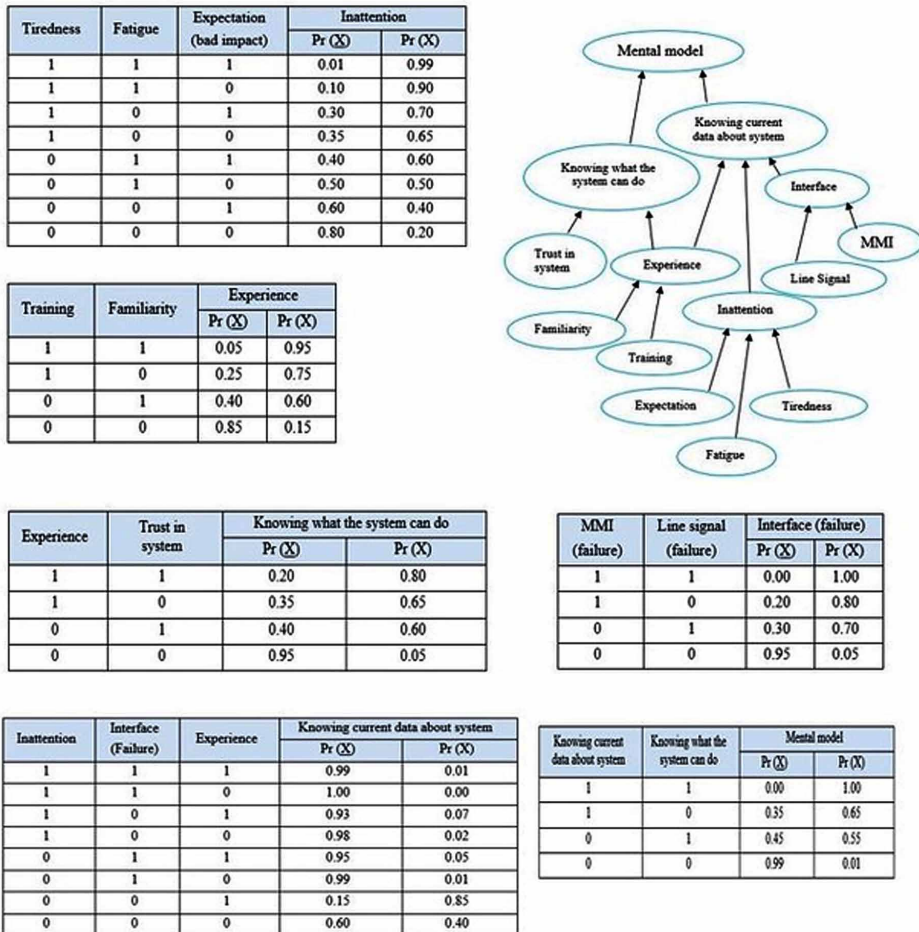 Tiredness Fatigue Expectation (bad impact) Inattention
Pr (X) Pr (X)
1 1 1 0.01 0.99
1 1 0 0.10 0.90
1 0 1 0.30 0.70
1 0 0 0.35 0.65
0 1 1 0.40 0.60
0 1 0 0.50 0.50
0 0 1 0.60 0.40
0 0 0 0.80 0.20
Mental model
Knowing current
data about system
Knowing what the
system can do
Interface
MMI
Trust in
system
Experience
Line Signal
Inattention
Familiarity
Training
Expectation
Tiredness
Fatigue
Training Familiarity Experience
Pr (X) Pr (X)
1 1 0.05 0.95
1 0 0.25 0.75
0 1 0.40 0.60
0 0 0.85 0.15
Experience Trust in system Knowing what the system can do
Pr (X) Pr (X)
1 1 0.20 0.80
1 0 0.35 0.65
0 1 0.40 0.60
0 0 0.95 0.05
MMI (failure) Line signal (failure) Interface (failure)
Pr (X) Pr (X)
1 1 0.00 1.00
1 0 0.20 0.80
0 1 0.30 0.70
0 0 0.95 0.05
Inattention Interface (Failure) Experience Knowing current data about system
Pr (X) Pr (X)
1 1 1 0.99 0.01
1 1 0 1.00 0.00
1 0 1 0.93 0.07
1 0 0 0.98 0.02
0 1 1 0.95 0.05
0 1 0 0.99 0.01
0 0 1 0.15 0.85
0 0 0 0.60 0.40
Knowing current data about system Knowing what the system can do Mental model
Pr (X) Pr (X)
1 1 0.00 1.00
1 0 0.35 0.65
0 1 0.45 0.55
0 0 0.99 0.01